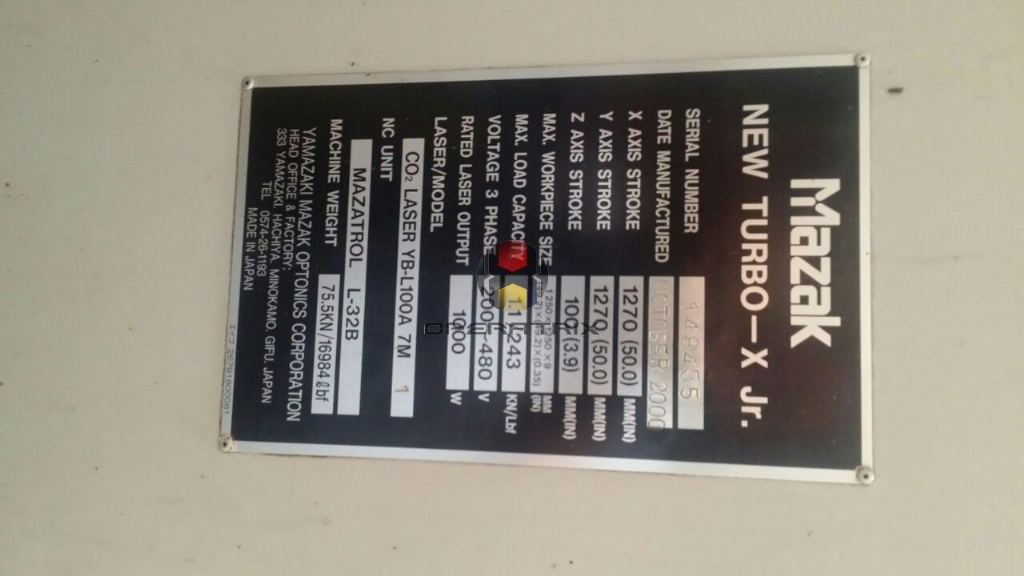 Mazak
NEW TURBO-X Jr.
SERIAL NUMBER 148435
DATE MANUFACTURED OCTOBER 2000
X AXIS STROKE 1270 (50.0) MM(IN)
Y AXIS STROKE 1270 (50.0) MM(IN)
Z AXIS STROKE 100 (3.9) MM(IN)
MAX. WORKPIECE SIZE MM (IN)
MAX. LOAD CAPACITY 243 KN/Lbf
VOLTAGE 3 PHASE 200-480 V
RATED LASER OUTPUT 1000 W
LASER/MODEL
CO2 LASER YB-L100A 7M 1
NC UNIT
MAZATROL L-32B
MACHINE WEIGHT 75.5KN/16984ℓbf
YAMAZAKI MAZAK OPTONICS CORPORATION
HEAD OFFICE & FACTORY:
333 YAMAZAKI, HACHIYA, MINOKAMO, GIFU, JAPAN
TEL 0574-26-1193
MADE IN JAPAN
OPERATRIX